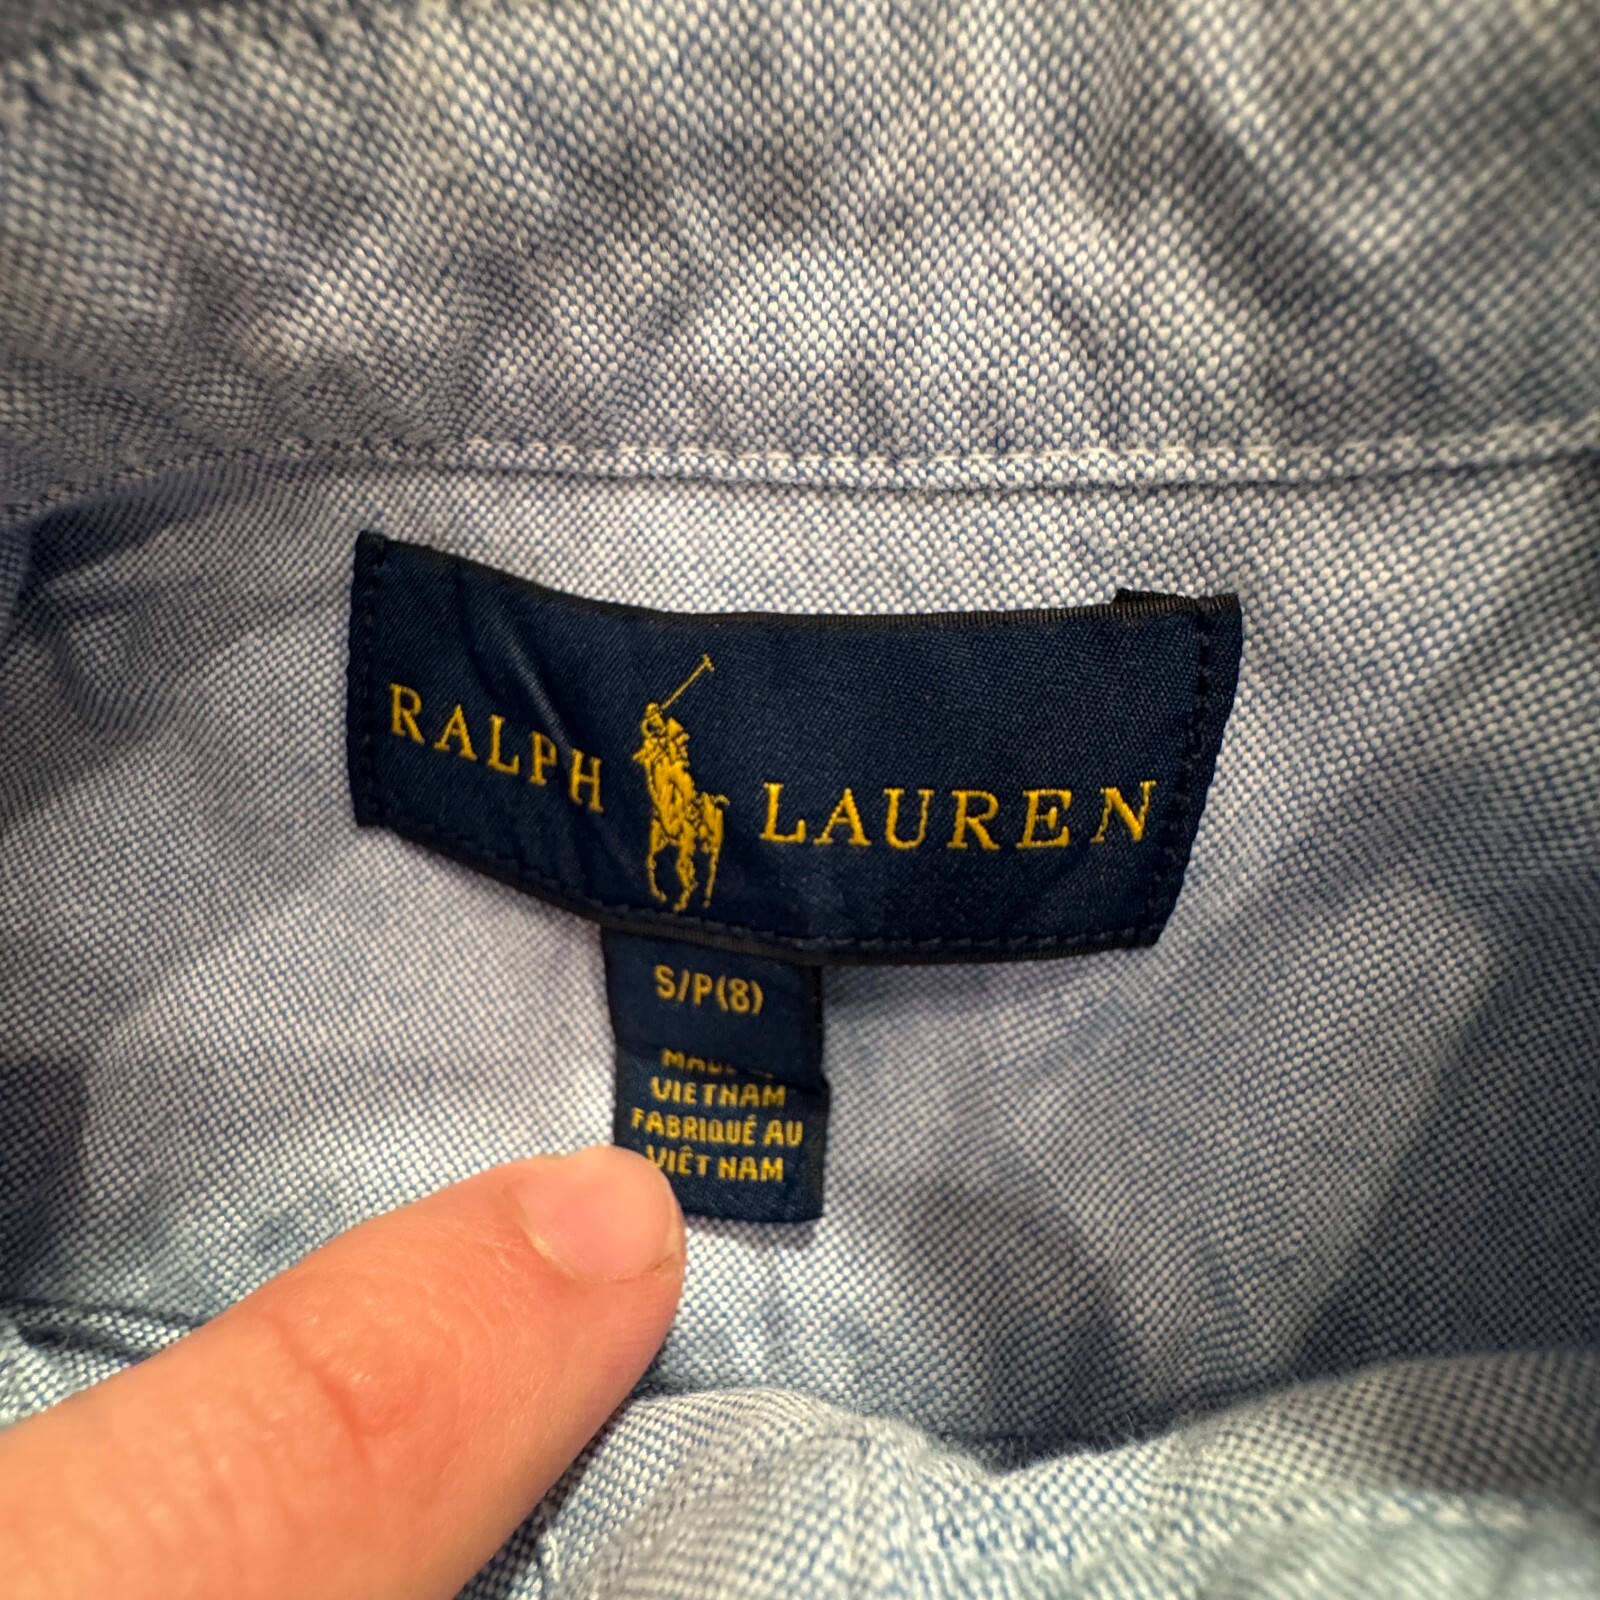 RALPH LAUREN
S/P(8)
VIETNAM
FABRIQUÉ AU
VIÊT NAM